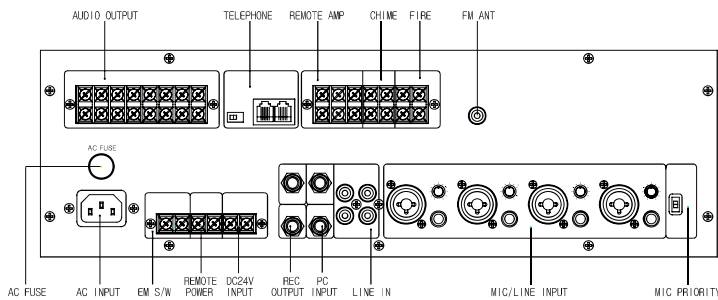 AUDIO OUTPUT TELEPHONE REMOTE AMP CHIME FIRE FM ANT
AC FUSE
AC FUSE AC INPUT EM S/W REMOTE POWER DC24V INPUT REC OUTPUT PC INPUT LINE IN MIC/LINE INPUT MIC PRIORITY